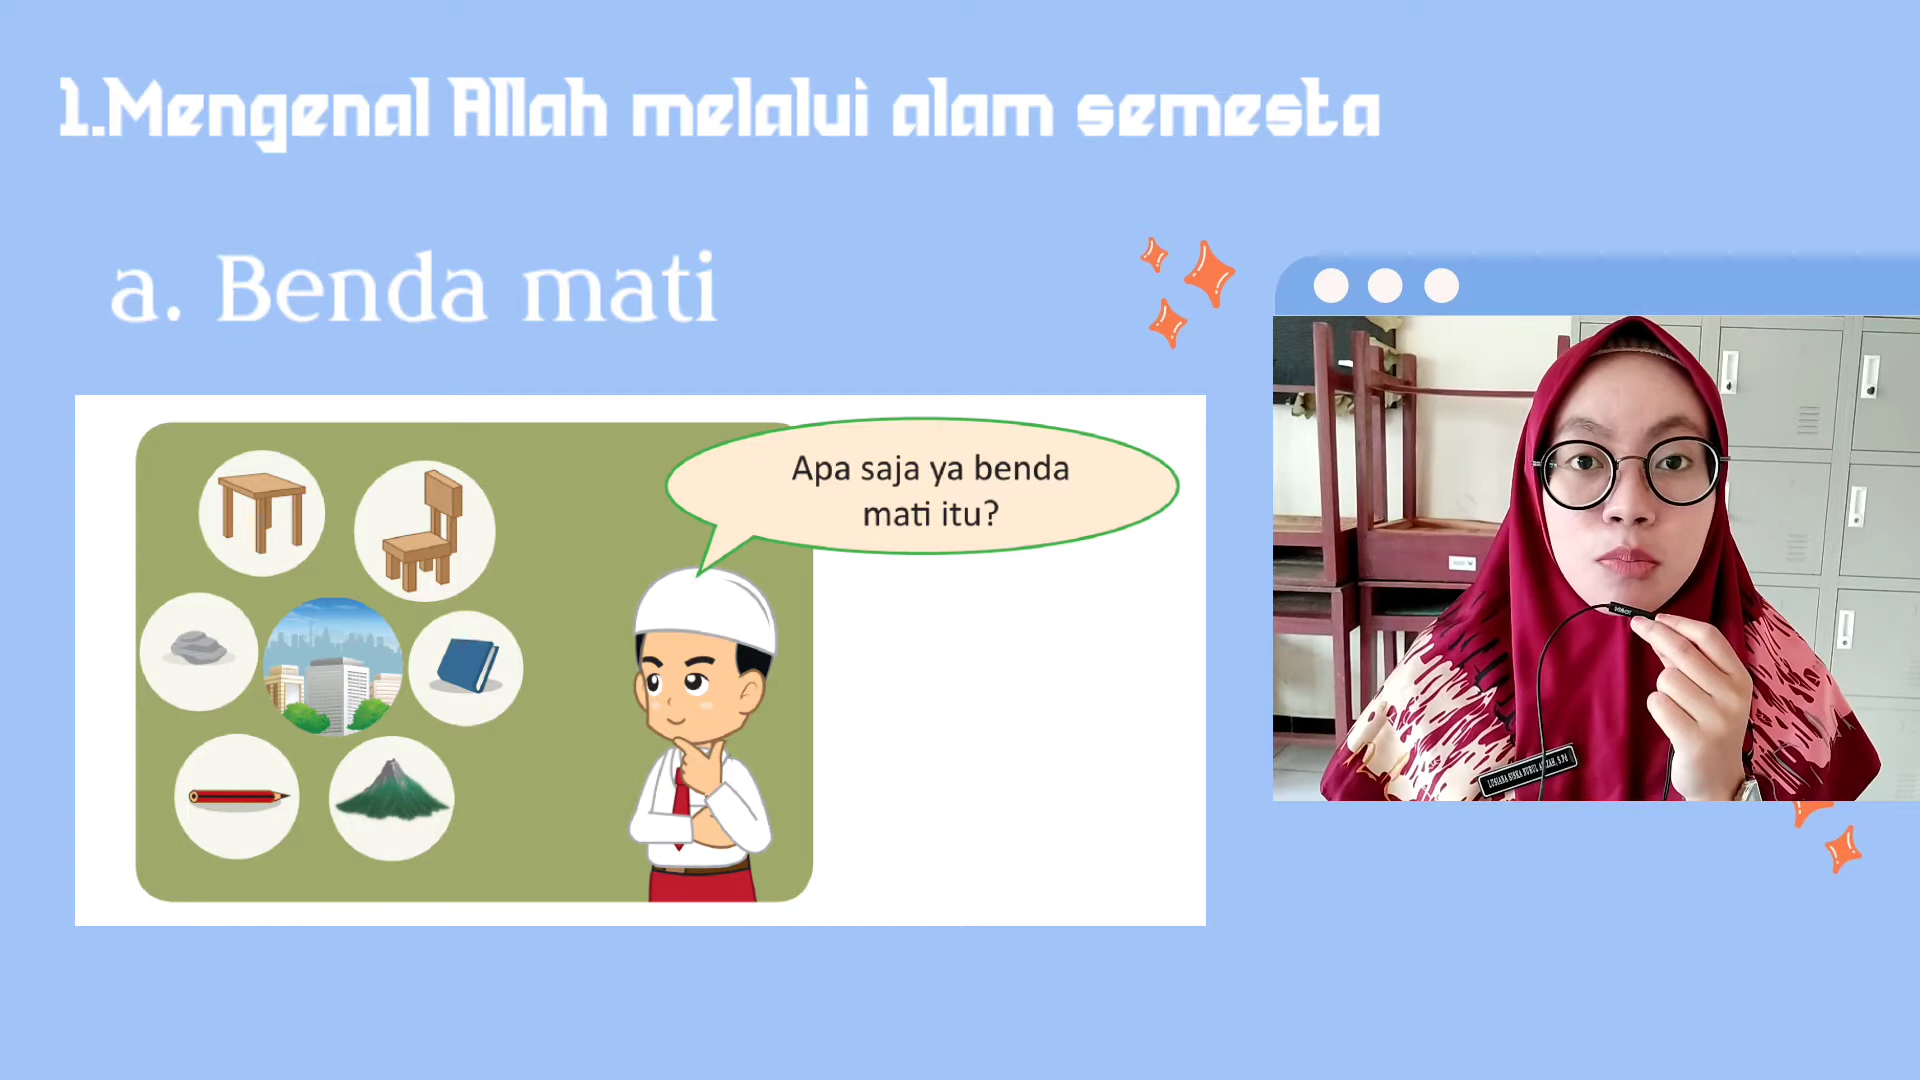 1.Mengenal Allah melalui alam semesta
a. Benda mati
Apa saja ya benda
mati itu?